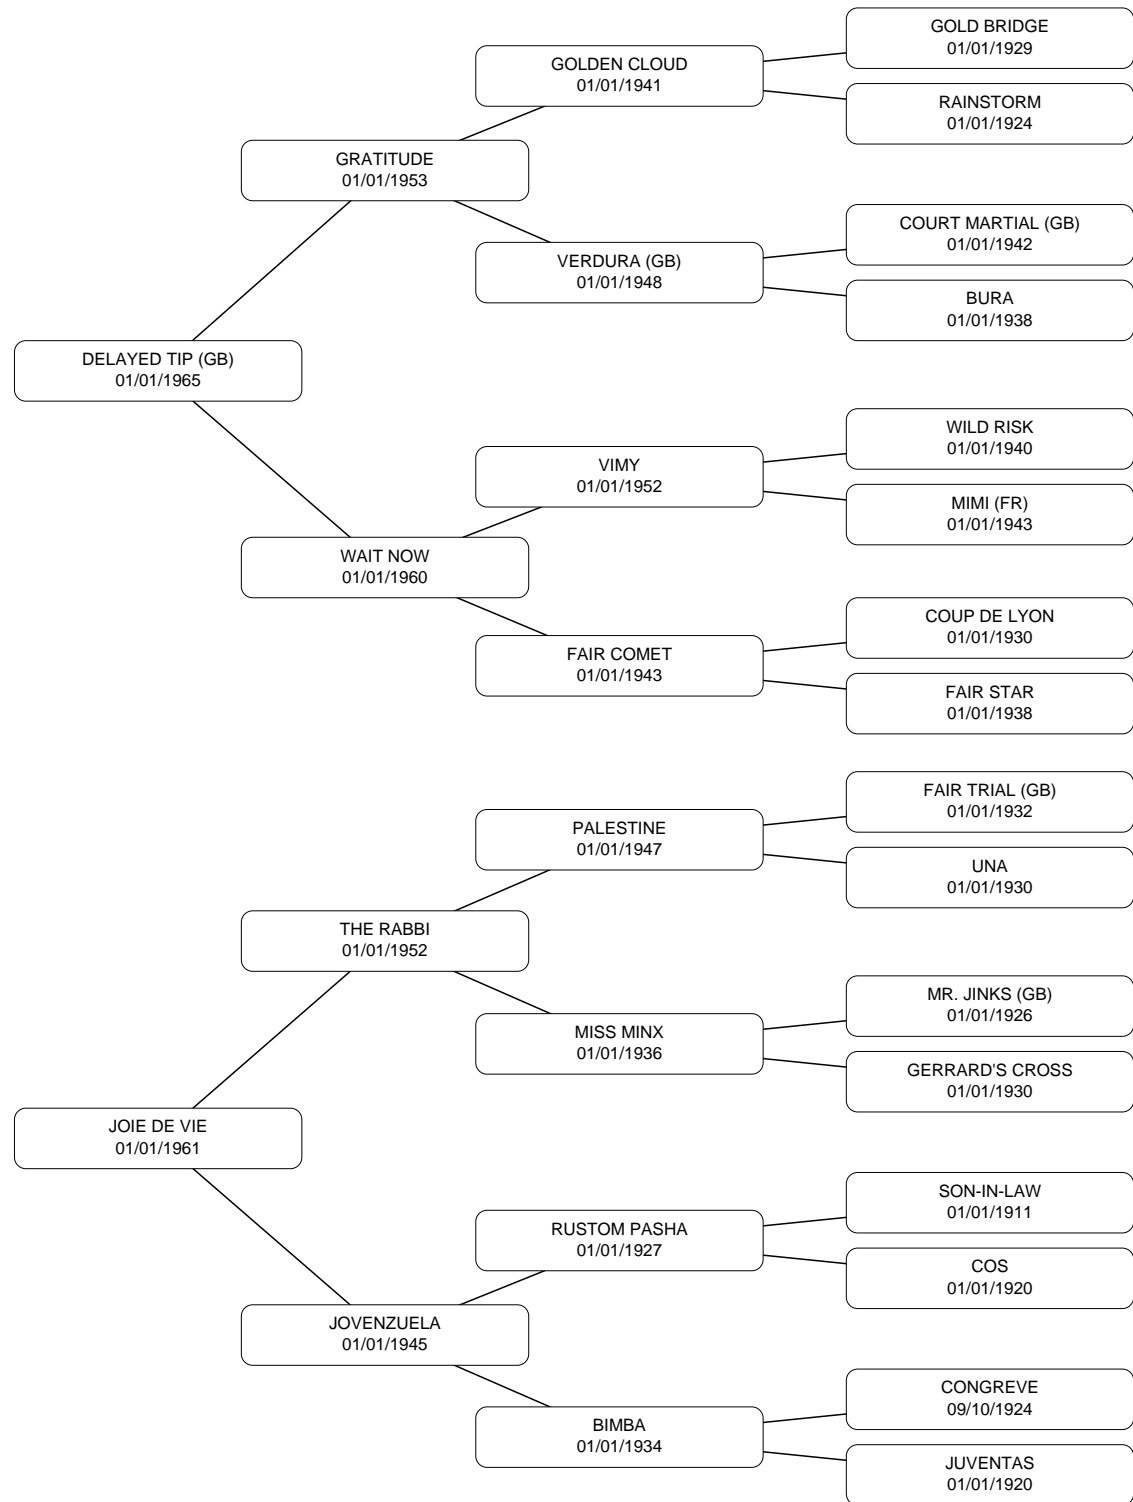 GOLD BRIDGE
01/01/1929
GOLDEN CLOUD
01/01/1941
RAINSTORM
01/01/1924
GRATITUDE
01/01/1953
COURT MARTIAL (GB)
01/01/1942
VERDURA (GB)
01/01/1948
BURA
01/01/1938
DELAYED TIP (GB)
01/01/1965
WILD RISK
01/01/1940
VIMY
01/01/1952
MIMI (FR)
01/01/1943
WAIT NOW
01/01/1960
COUP DE LYON
01/01/1930
FAIR COMET
01/01/1943
FAIR STAR
01/01/1938
FAIR TRIAL (GB)
01/01/1932
PALESTINE
01/01/1947
UNA
01/01/1930
THE RABBI
01/01/1952
MR. JINKS (GB)
01/01/1926
MISS MINX
01/01/1936
GERRARD'S CROSS
01/01/1930
JOIE DE VIE
01/01/1961
SON-IN-LAW
01/01/1911
RUSTOM PASHA
01/01/1927
COS
01/01/1920
JOVENZUELA
01/01/1945
CONGREVE
09/10/1924
BIMBA
01/01/1934
JUVENTAS
01/01/1920